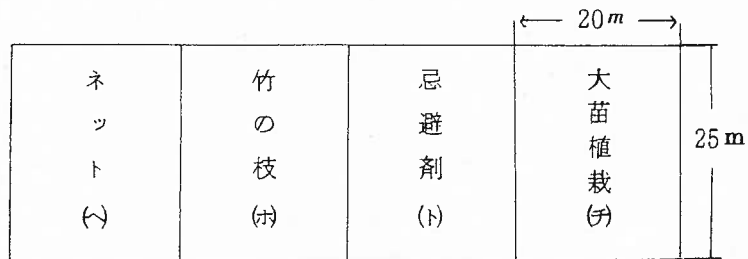 20m
ネット(ヘ)
竹の枝(ホ)
忌避剤(ト)
大苗植栽(チ)
25m